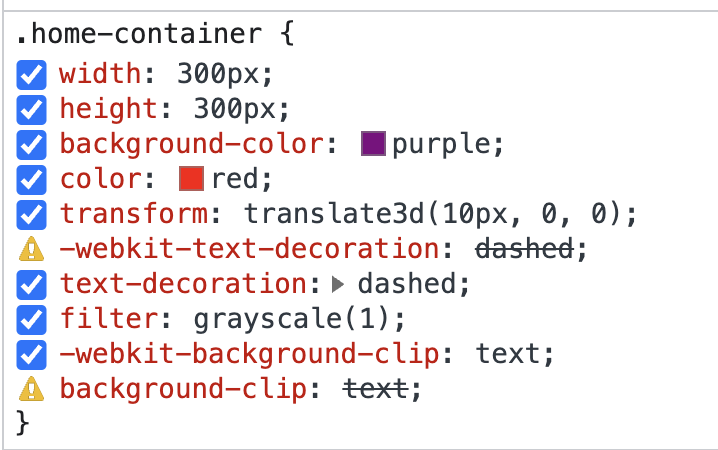 .home-container {
width: 300px;
height: 300px;
background-color: purple;
color: red;
transform: translate3d(10px, 0, 0);
-webkit-text-decoration: dashed;
text-decoration: dashed;
filter: grayscale(1);
-webkit-background-clip: text;
background-clip: text;
}